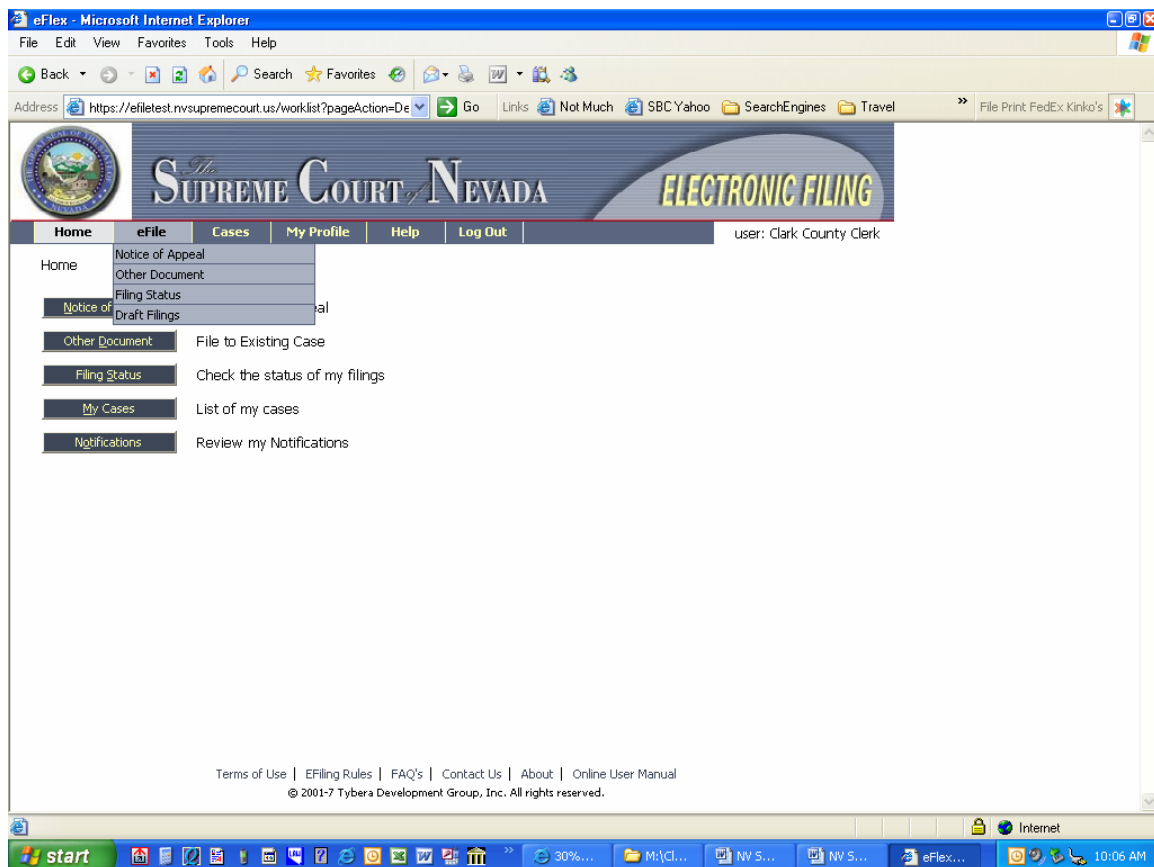 eFlex - Microsoft Internet Explorer
File Edit View Favorites Tools Help
Back Search Favorites
Address https://efiletest.nvsupremecourt.us/worklist?pageAction=De Go Links Not Much SBC Yahoo SearchEngines Travel » File Print FedEx Kinko's
The Supreme Court of Nevada ELECTRONIC FILING
Home eFile Cases My Profile Help Log Out user: Clark County Clerk
Notice of Appeal
Home
Other Document
Filing Status
Notice of eal
Draft Filings
Other Document File to Existing Case
Filing Status Check the status of my filings
My Cases List of my cases
Notifications Review my Notifications
Terms of Use | EFiling Rules | FAQ's | Contact Us | About | Online User Manual
© 2001-7 Tybera Development Group, Inc. All rights reserved.
Internet
start » 30%... M:\Cl... NV S... NV S... eFlex... 10:06 AM